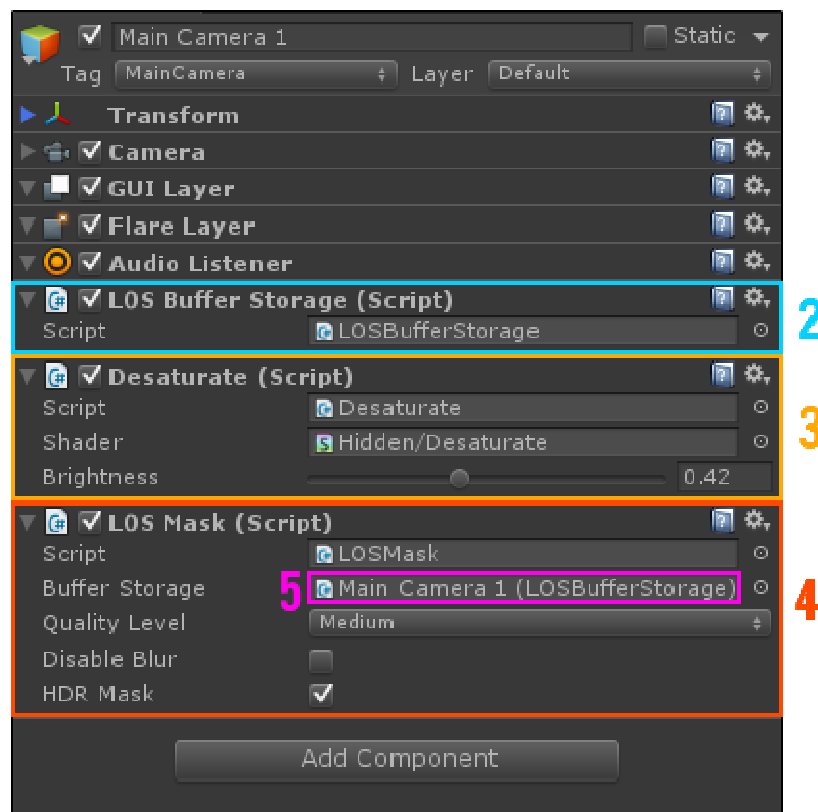 Main Camera 1 Static
Tag MainCamera Layer Default
Transform
Camera
GUI Layer
Flare Layer
Audio Listener
LOS Buffer Storage (Script) 2
Script LOSBufferStorage
Desaturate (Script)
Script Desaturate 3
Shader Hidden/Desaturate
Brightness 0.42
LOS Mask (Script)
Script LOSMask
Buffer Storage 5 Main Camera 1 (LOSBufferStorage) 4
Quality Level Medium
Disable Blur
HDR Mask
Add Component